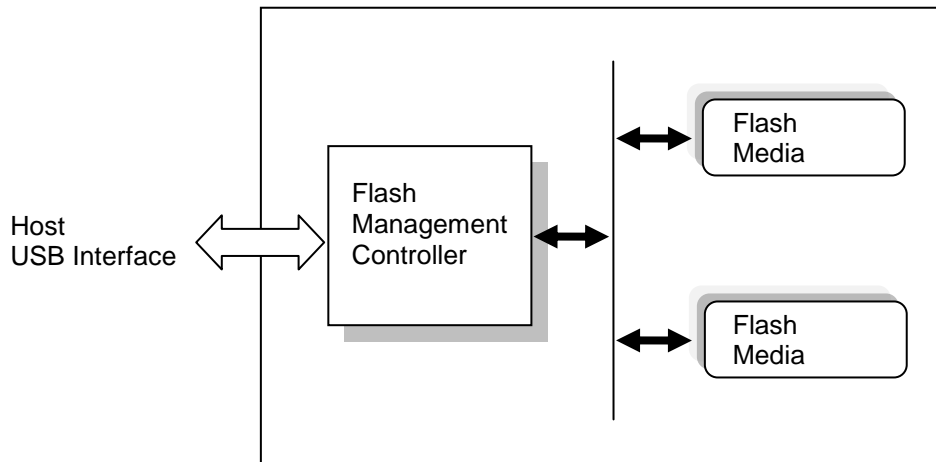 Host
USB Interface
Flash
Management
Controller
Flash
Media
Flash
Media